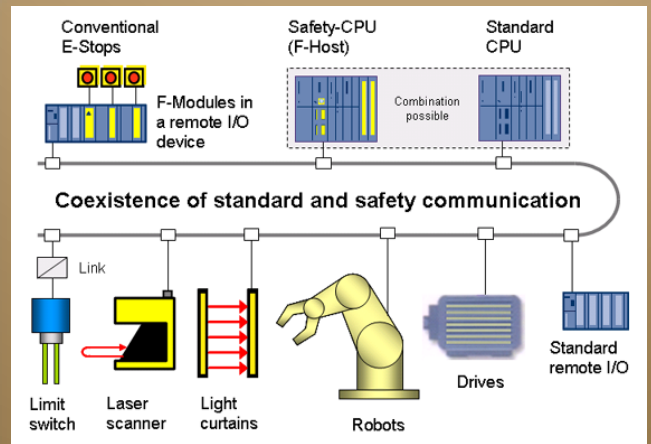 Conventional
E-Stops
Safety-CPU
(F-Host)
Standard
CPU
F-Modules in
a remote I/O
device
Combination
possible
Coexistence of standard and safety communication
Link
Limit
switch
Laser
scanner
Light
curtains
Robots
Drives
Standard
remote I/O